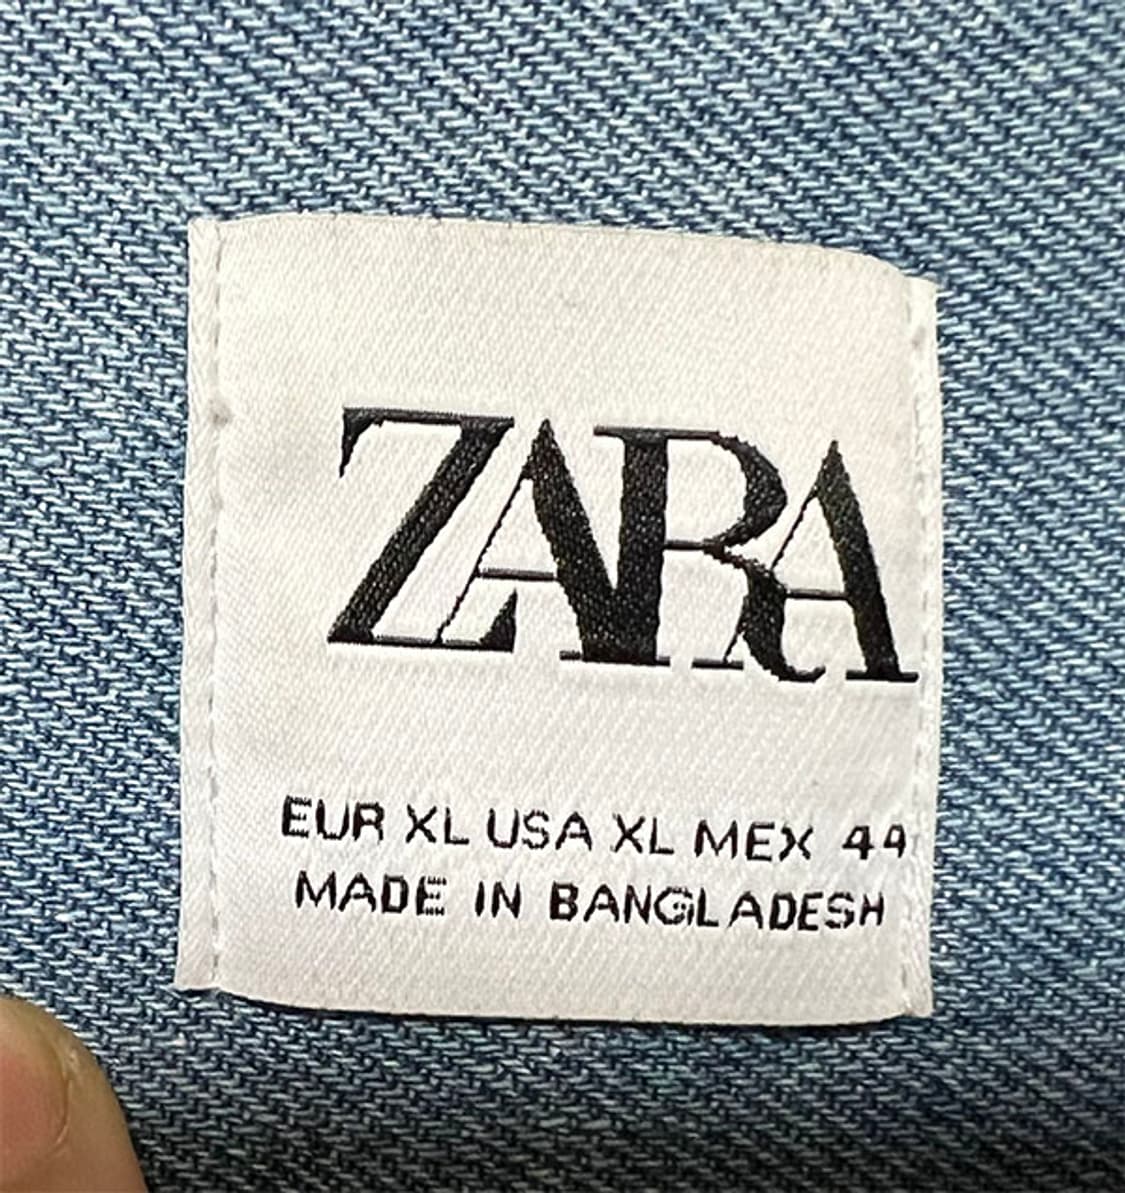 ZARA
EUR XL USA XL MEX 44
MADE IN BANGLADESH